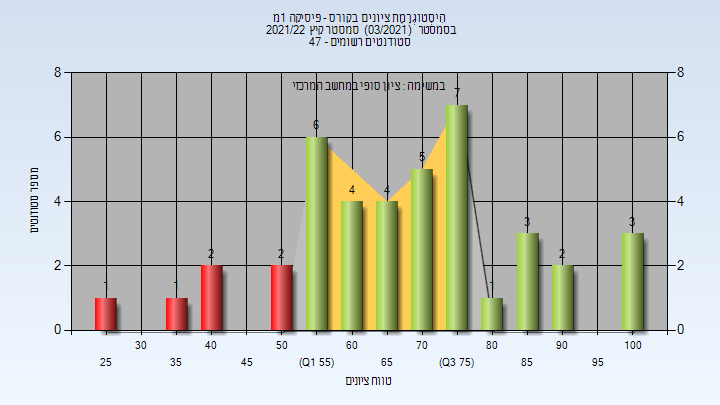 הִיסְטוֹגְרָמַת ציונים בקורס - פיסיקה 1מ
בסמסטר (03/2021) סמסטר קיץ 2021/22
סטודנטים רשומים - 47
במשימה : ציון סופי במחשב המרכזי
מספר סטודנטים
8 8
6 6
4 4
2 2
0 0
1 1 2 2 6 4 4 5 7 1 3 2 3
30 40 50 60 70 80 90 100
25 35 45 (Q1 55) 65 (Q3 75) 85 95
טווח ציונים